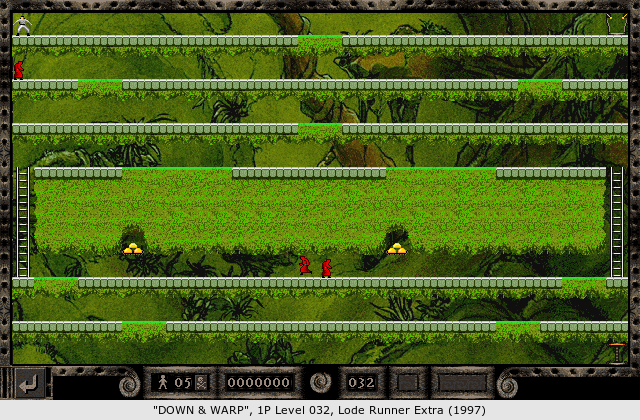 05 0000000 032
"DOWN & WARP", 1P Level 032, Lode Runner Extra (1997)